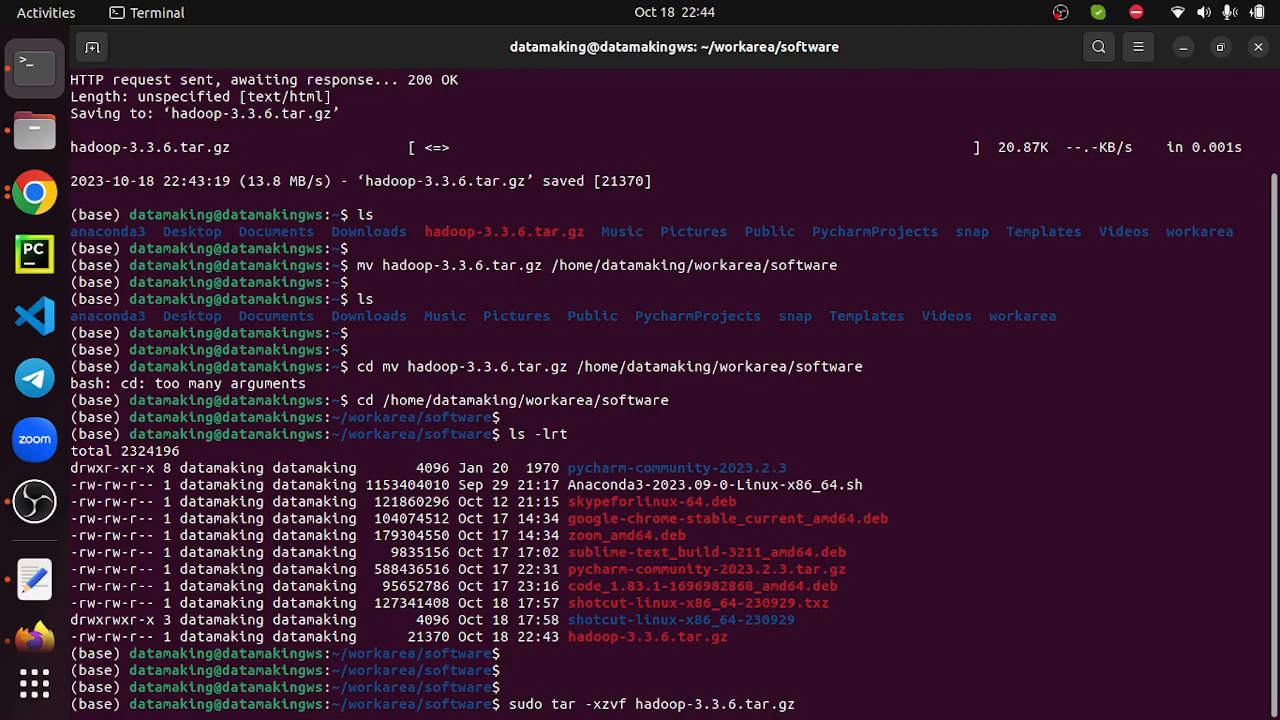 Activities Terminal Oct 18 22:44
datamaking@datamakingws: ~/workarea/software
HTTP request sent, awaiting response... 200 OK
Length: unspecified [text/html]
Saving to: ‘hadoop-3.3.6.tar.gz’
hadoop-3.3.6.tar.gz [ <=> ] 20.87K --.-KB/s in 0.001s
2023-10-18 22:43:19 (13.8 MB/s) - ‘hadoop-3.3.6.tar.gz’ saved [21370]
(base) datamaking@datamakingws:~$ ls
anaconda3 Desktop Documents Downloads hadoop-3.3.6.tar.gz Music Pictures Public PycharmProjects snap Templates Videos workarea
(base) datamaking@datamakingws:~$
(base) datamaking@datamakingws:~$ mv hadoop-3.3.6.tar.gz /home/datamaking/workarea/software
(base) datamaking@datamakingws:~$
(base) datamaking@datamakingws:~$ ls
anaconda3 Desktop Documents Downloads Music Pictures Public PycharmProjects snap Templates Videos workarea
(base) datamaking@datamakingws:~$
(base) datamaking@datamakingws:~$
(base) datamaking@datamakingws:~$ cd mv hadoop-3.3.6.tar.gz /home/datamaking/workarea/software
bash: cd: too many arguments
(base) datamaking@datamakingws:~$ cd /home/datamaking/workarea/software
(base) datamaking@datamakingws:~/workarea/software$
(base) datamaking@datamakingws:~/workarea/software$ ls -lrt
total 2324196
drwxr-xr-x 8 datamaking datamaking 4096 Jan 20 1970 pycharm-community-2023.2.3
-rw-rw-r-- 1 datamaking datamaking 1153404010 Sep 29 21:17 Anaconda3-2023.09-0-Linux-x86_64.sh
-rw-rw-r-- 1 datamaking datamaking 121860296 Oct 12 21:15 skypeforlinux-64.deb
-rw-rw-r-- 1 datamaking datamaking 104074512 Oct 17 14:34 google-chrome-stable_current_amd64.deb
-rw-rw-r-- 1 datamaking datamaking 179304550 Oct 17 14:34 zoom_amd64.deb
-rw-rw-r-- 1 datamaking datamaking 9835156 Oct 17 17:02 sublime-text_build-3211_amd64.deb
-rw-rw-r-- 1 datamaking datamaking 588436516 Oct 17 22:31 pycharm-community-2023.2.3.tar.gz
-rw-rw-r-- 1 datamaking datamaking 95652786 Oct 17 23:16 code_1.83.1-1696982868_amd64.deb
-rw-rw-r-- 1 datamaking datamaking 127341408 Oct 18 17:57 shotcut-linux-x86_64-230929.txz
drwxrwxr-x 3 datamaking datamaking 4096 Oct 18 17:58 shotcut-linux-x86_64-230929
-rw-rw-r-- 1 datamaking datamaking 21370 Oct 18 22:43 hadoop-3.3.6.tar.gz
(base) datamaking@datamakingws:~/workarea/software$
(base) datamaking@datamakingws:~/workarea/software$
(base) datamaking@datamakingws:~/workarea/software$
(base) datamaking@datamakingws:~/workarea/software$ sudo tar -xzvf hadoop-3.3.6.tar.gz
>_
PC
zoom